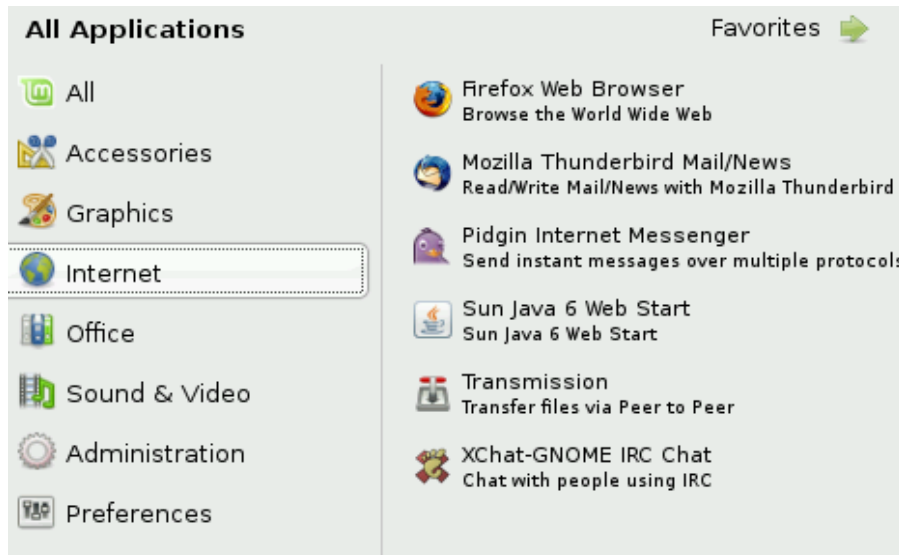 All Applications
Favorites
All
Accessories
Graphics
Internet
Office
Sound & Video
Administration
Preferences
Firefox Web Browser
Browse the World Wide Web
Mozilla Thunderbird Mail/News
Read/Write Mail/News with Mozilla Thunderbird
Pidgin Internet Messenger
Send instant messages over multiple protocols
Sun Java 6 Web Start
Sun Java 6 Web Start
Transmission
Transfer files via Peer to Peer
XChat-GNOME IRC Chat
Chat with people using IRC